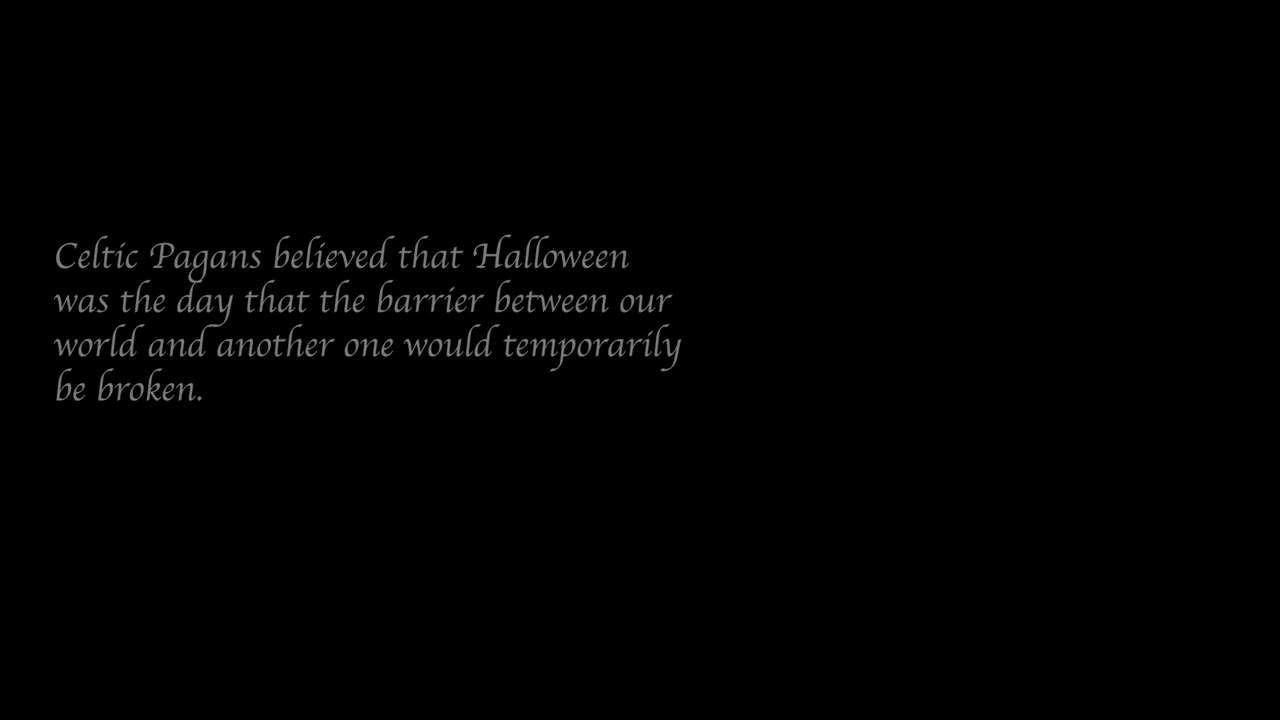 Celtic Pagans believed that Halloween
was the day that the barrier between our
world and another one would temporarily
be broken.